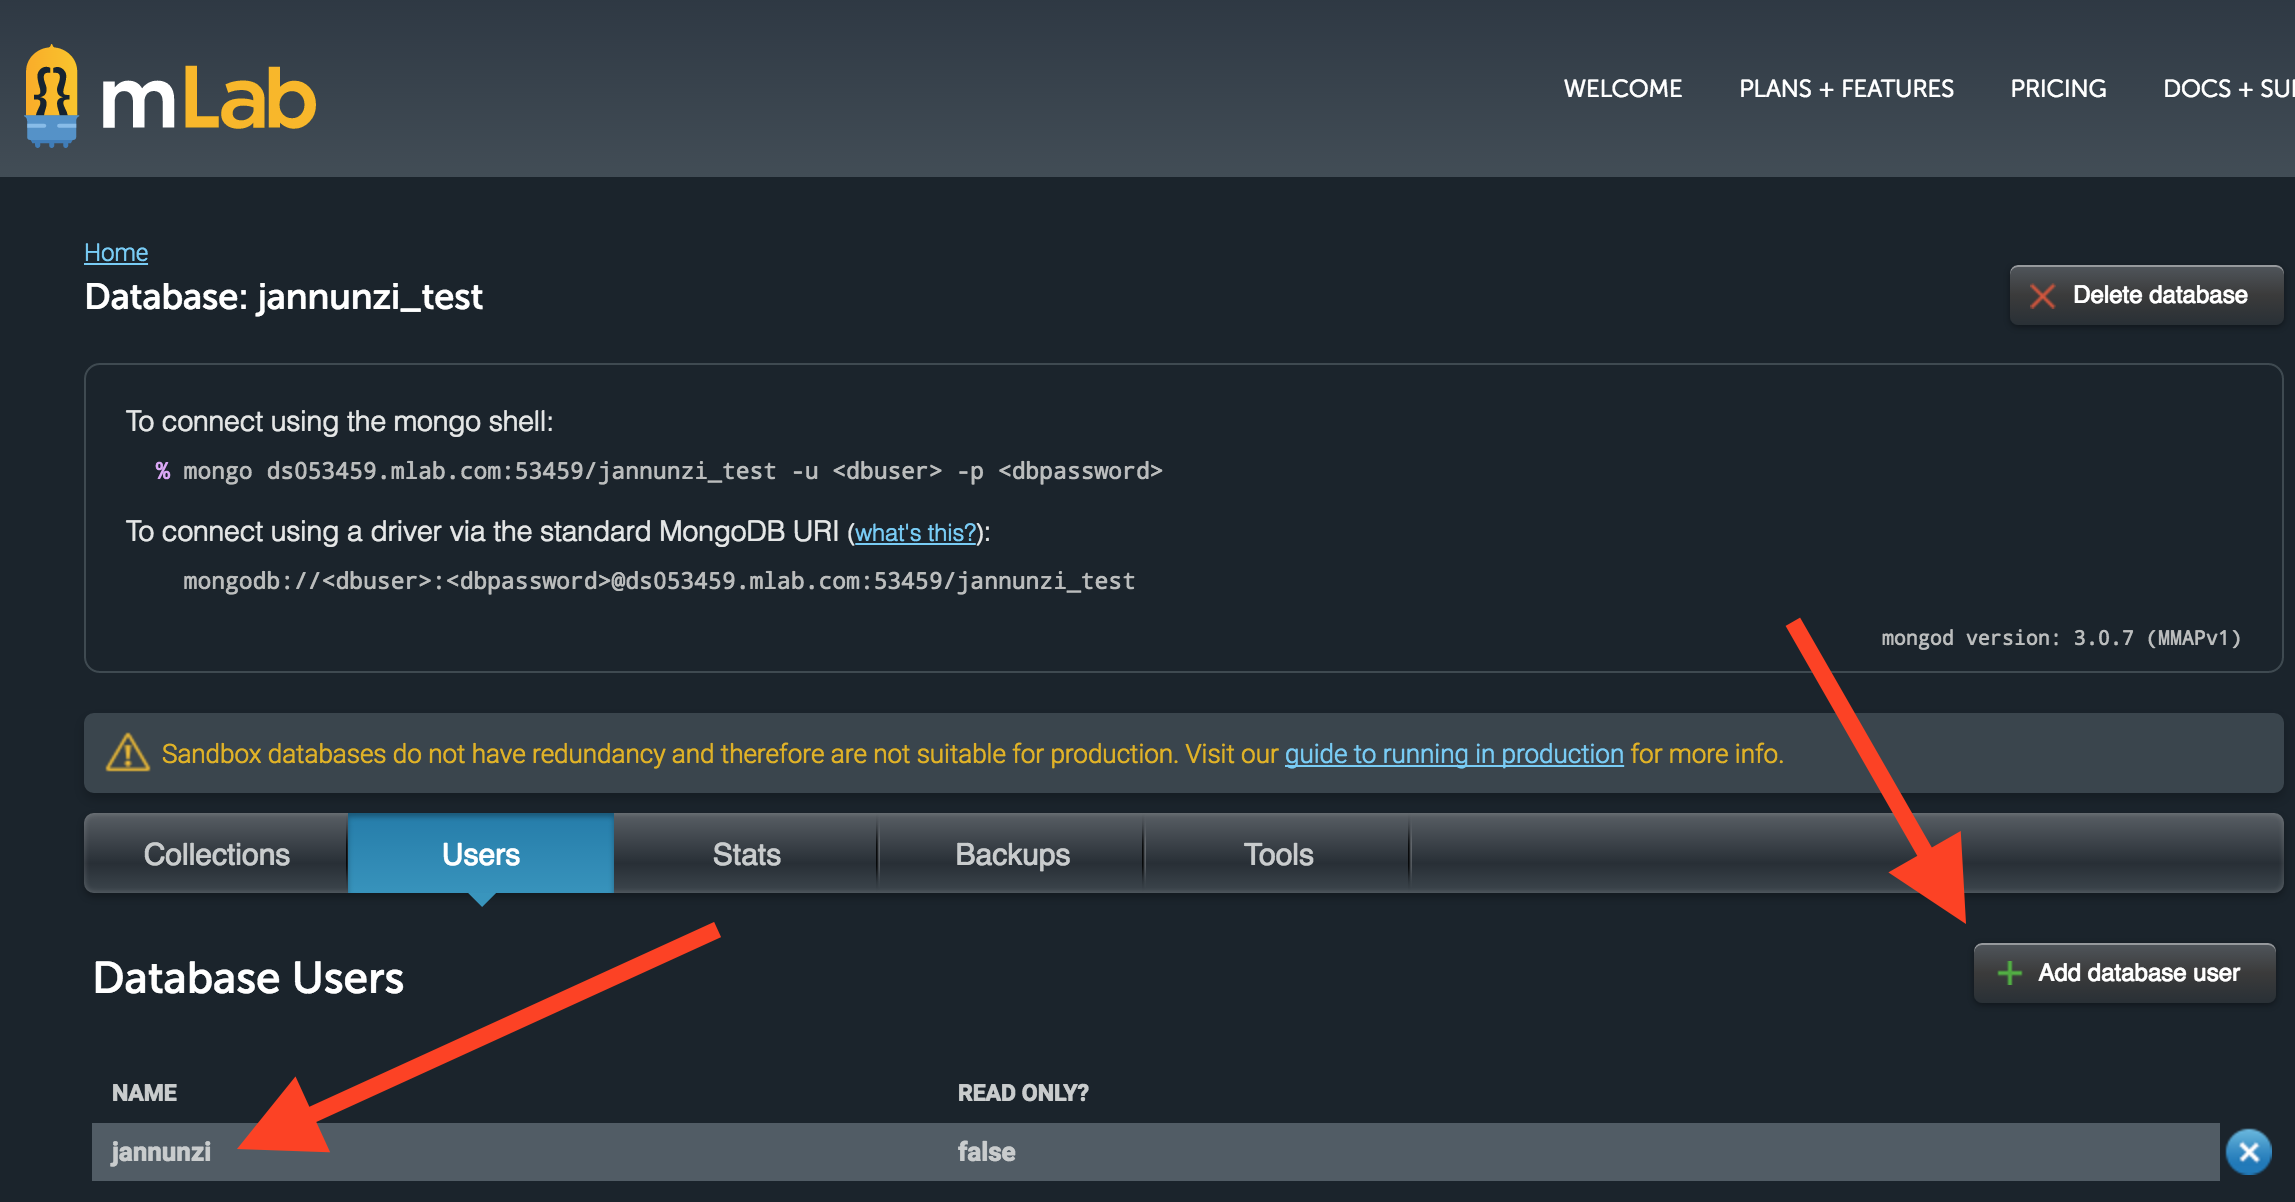 mLab
WELCOME PLANS + FEATURES PRICING DOCS +
Home
Database: jannunzi_test
Delete database
To connect using the mongo shell:
% mongo ds053459.mlab.com:53459/jannunzi_test -u <dbuser> -p <dbpassword>
To connect using a driver via the standard MongoDB URI (what's this?):
mongodb://<dbuser>:<dbpassword>@ds053459.mlab.com:53459/jannunzi_test
mongod version: 3.0.7 (MMAPv1)
Sandbox databases do not have redundancy and therefore are not suitable for production. Visit our guide to running in production for more info.
Collections Users Stats Backups Tools
Database Users
Add database user
NAME READ ONLY?
jannunzi false